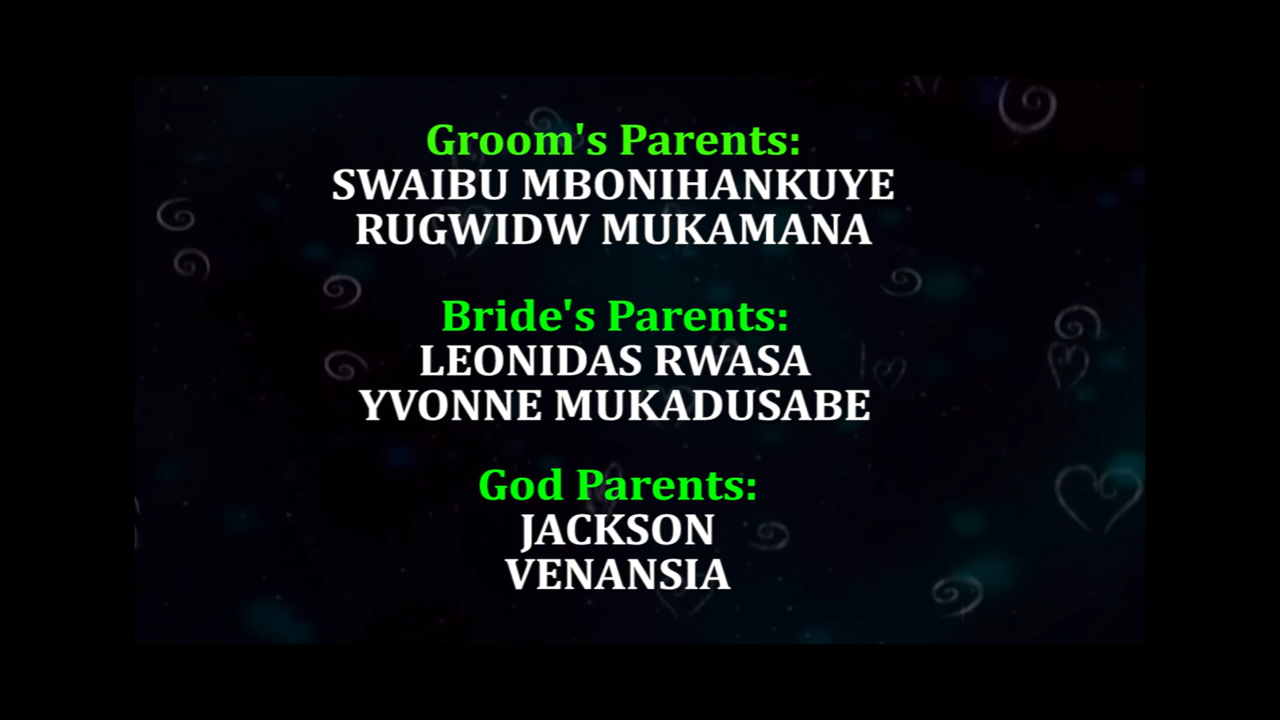 Groom's Parents:
SWAIBU MBONIHANKUYE
RUGWIDW MUKAMANA
Bride's Parents:
LEONIDAS RWASA
YVONNE MUKADUSABE
God Parents:
JACKSON
VENANSIA